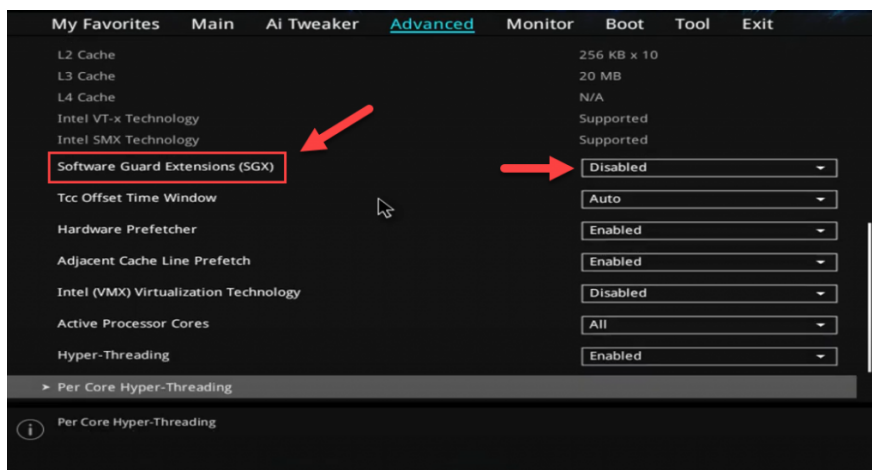 My Favorites Main Ai Tweaker Advanced Monitor Boot Tool Exit
L2 Cache 256 KB x 10
L3 Cache 20 MB
L4 Cache N/A
Intel VT-x Technology Supported
Intel SMX Technology Supported
Software Guard Extensions (SGX) Disabled
Tcc Offset Time Window Auto
Hardware Prefetcher Enabled
Adjacent Cache Line Prefetch Enabled
Intel (VMX) Virtualization Technology Disabled
Active Processor Cores All
Hyper-Threading Enabled
> Per Core Hyper-Threading
i Per Core Hyper-Threading